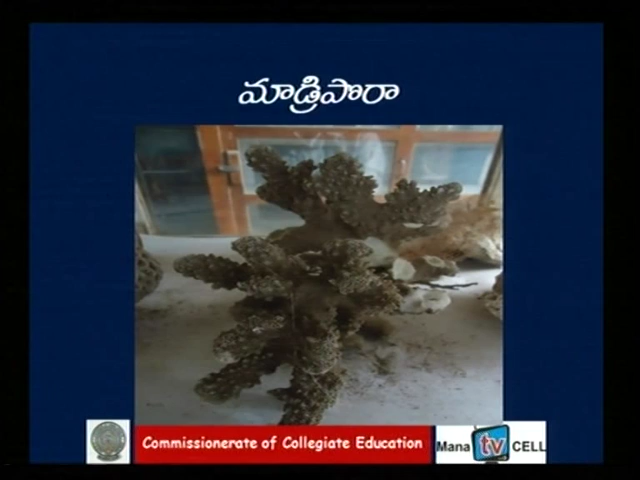 మాడ్రిపొరా
Commissionerate of Collegiate Education
Mana tv CELL